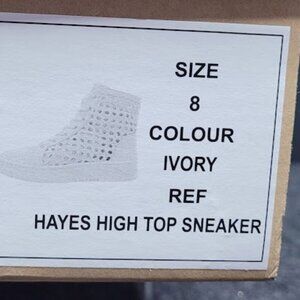 SIZE
8
COLOUR
IVORY
REF
HAYES HIGH TOP SNEAKER